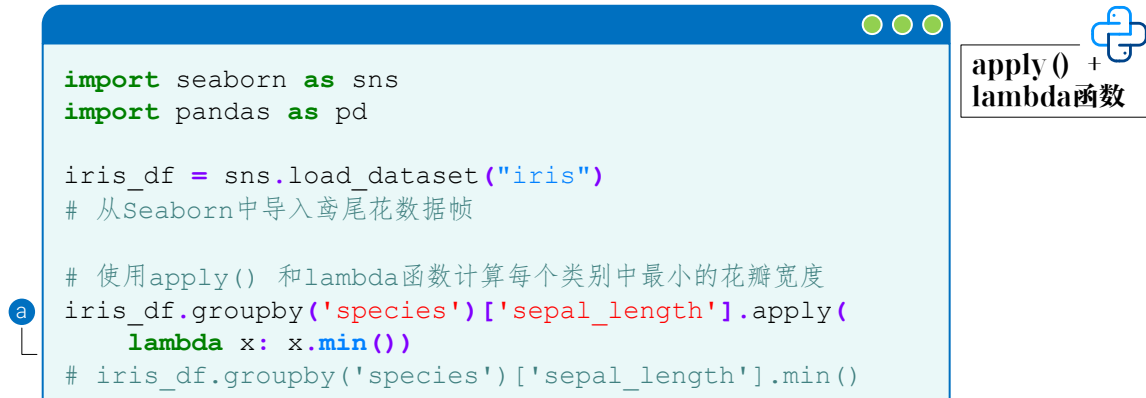 import seaborn as sns
import pandas as pd
iris_df = sns.load_dataset("iris")
# 从Seaborn中导入鸢尾花数据帧
# 使用apply() 和lambda函数计算每个类别中最小的花瓣宽度
a
iris_df.groupby('species')['sepal_length'].apply(
    lambda x: x.min())
# iris_df.groupby('species')['sepal_length'].min()
apply () +
lambda函数